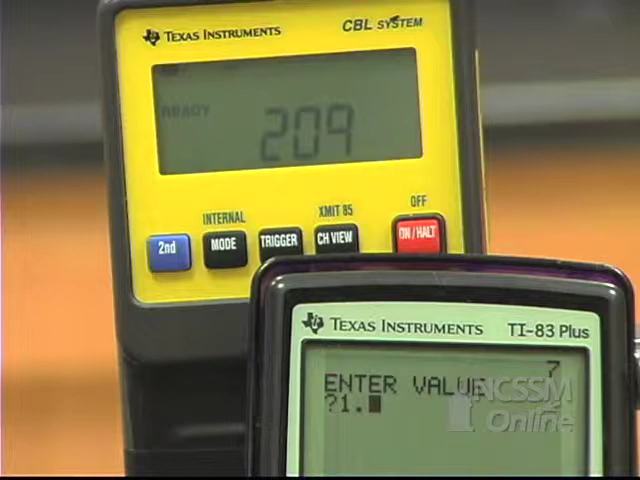 TEXAS INSTRUMENTS
CBL SYSTEM
READY
209
OFF
INTERNAL
XMIT 85
2nd
MODE
TRIGGER
CH VIEW
ON/HALT
TEXAS INSTRUMENTS
TI-83 Plus
7
ENTER VALUE
?1.
NCSSM
Online